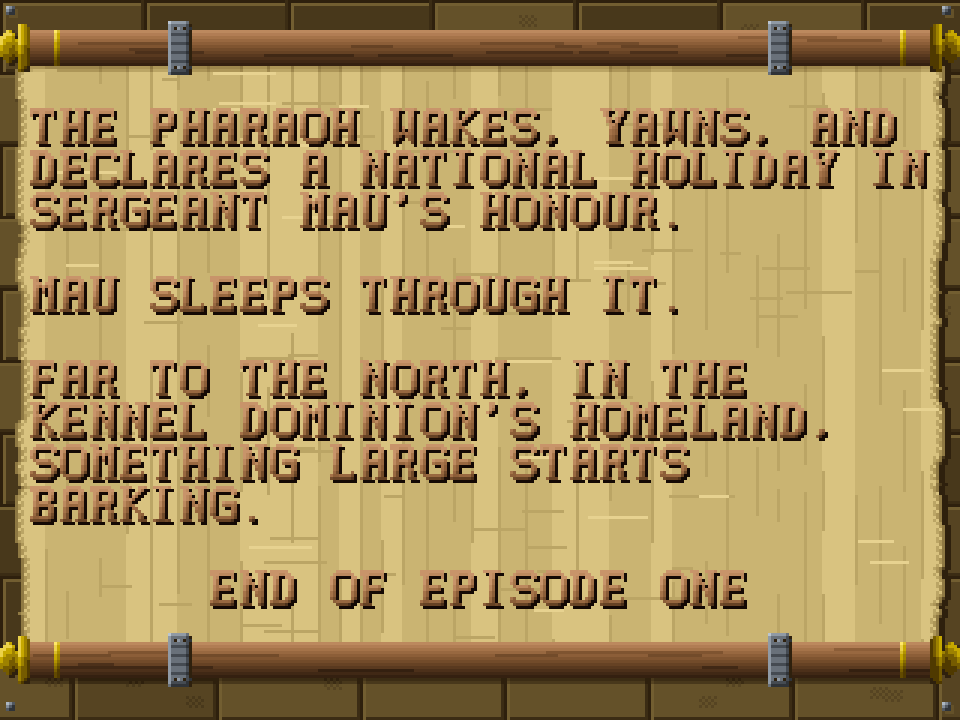 THE PHARAOH WAKES, YAWNS, AND
DECLARES A NATIONAL HOLIDAY IN
SERGEANT MAU'S HONOUR.
MAU SLEEPS THROUGH IT.
FAR TO THE NORTH, IN THE
KENNEL DOMINION'S HOMELAND,
SOMETHING LARGE STARTS
BARKING.
END OF EPISODE ONE